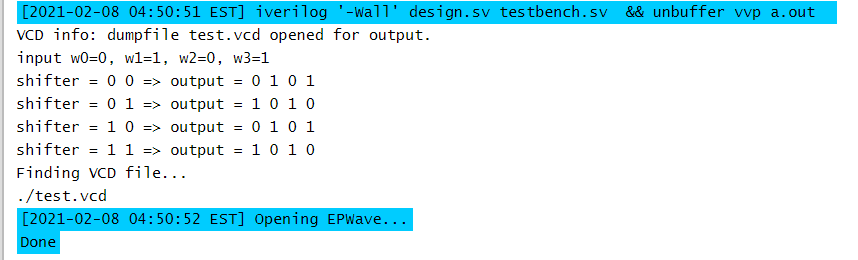 [2021-02-08 04:50:51 EST] iverilog '-Wall' design.sv testbench.sv  && unbuffer vvp a.out
VCD info: dumpfile test.vcd opened for output.
input w0=0, w1=1, w2=0, w3=1
shifter = 0 0 => output = 0 1 0 1
shifter = 0 1 => output = 1 0 1 0
shifter = 1 0 => output = 0 1 0 1
shifter = 1 1 => output = 1 0 1 0
Finding VCD file...
./test.vcd
[2021-02-08 04:50:52 EST] Opening EPWave...
Done